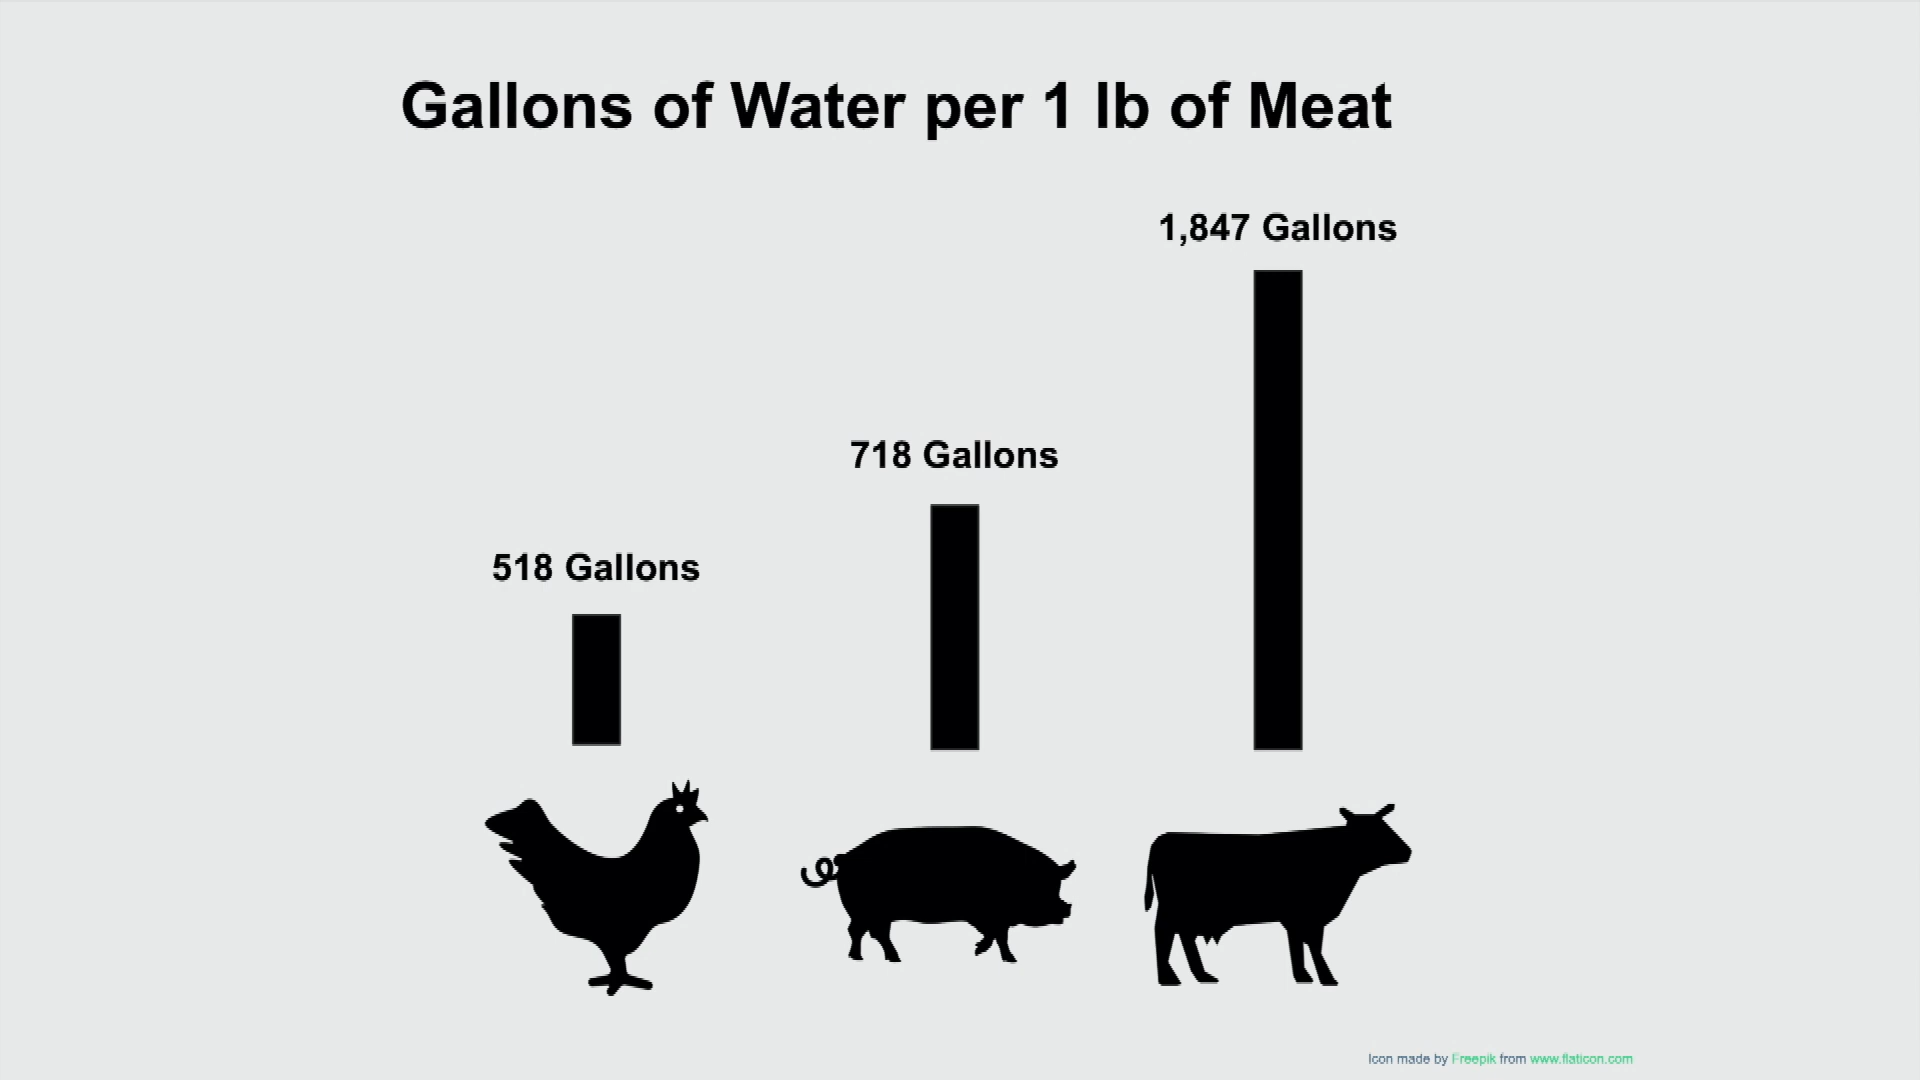 Gallons of Water per 1 lb of Meat
1,847 Gallons
718 Gallons
518 Gallons
Icon made by Freepik from www.flaticon.com